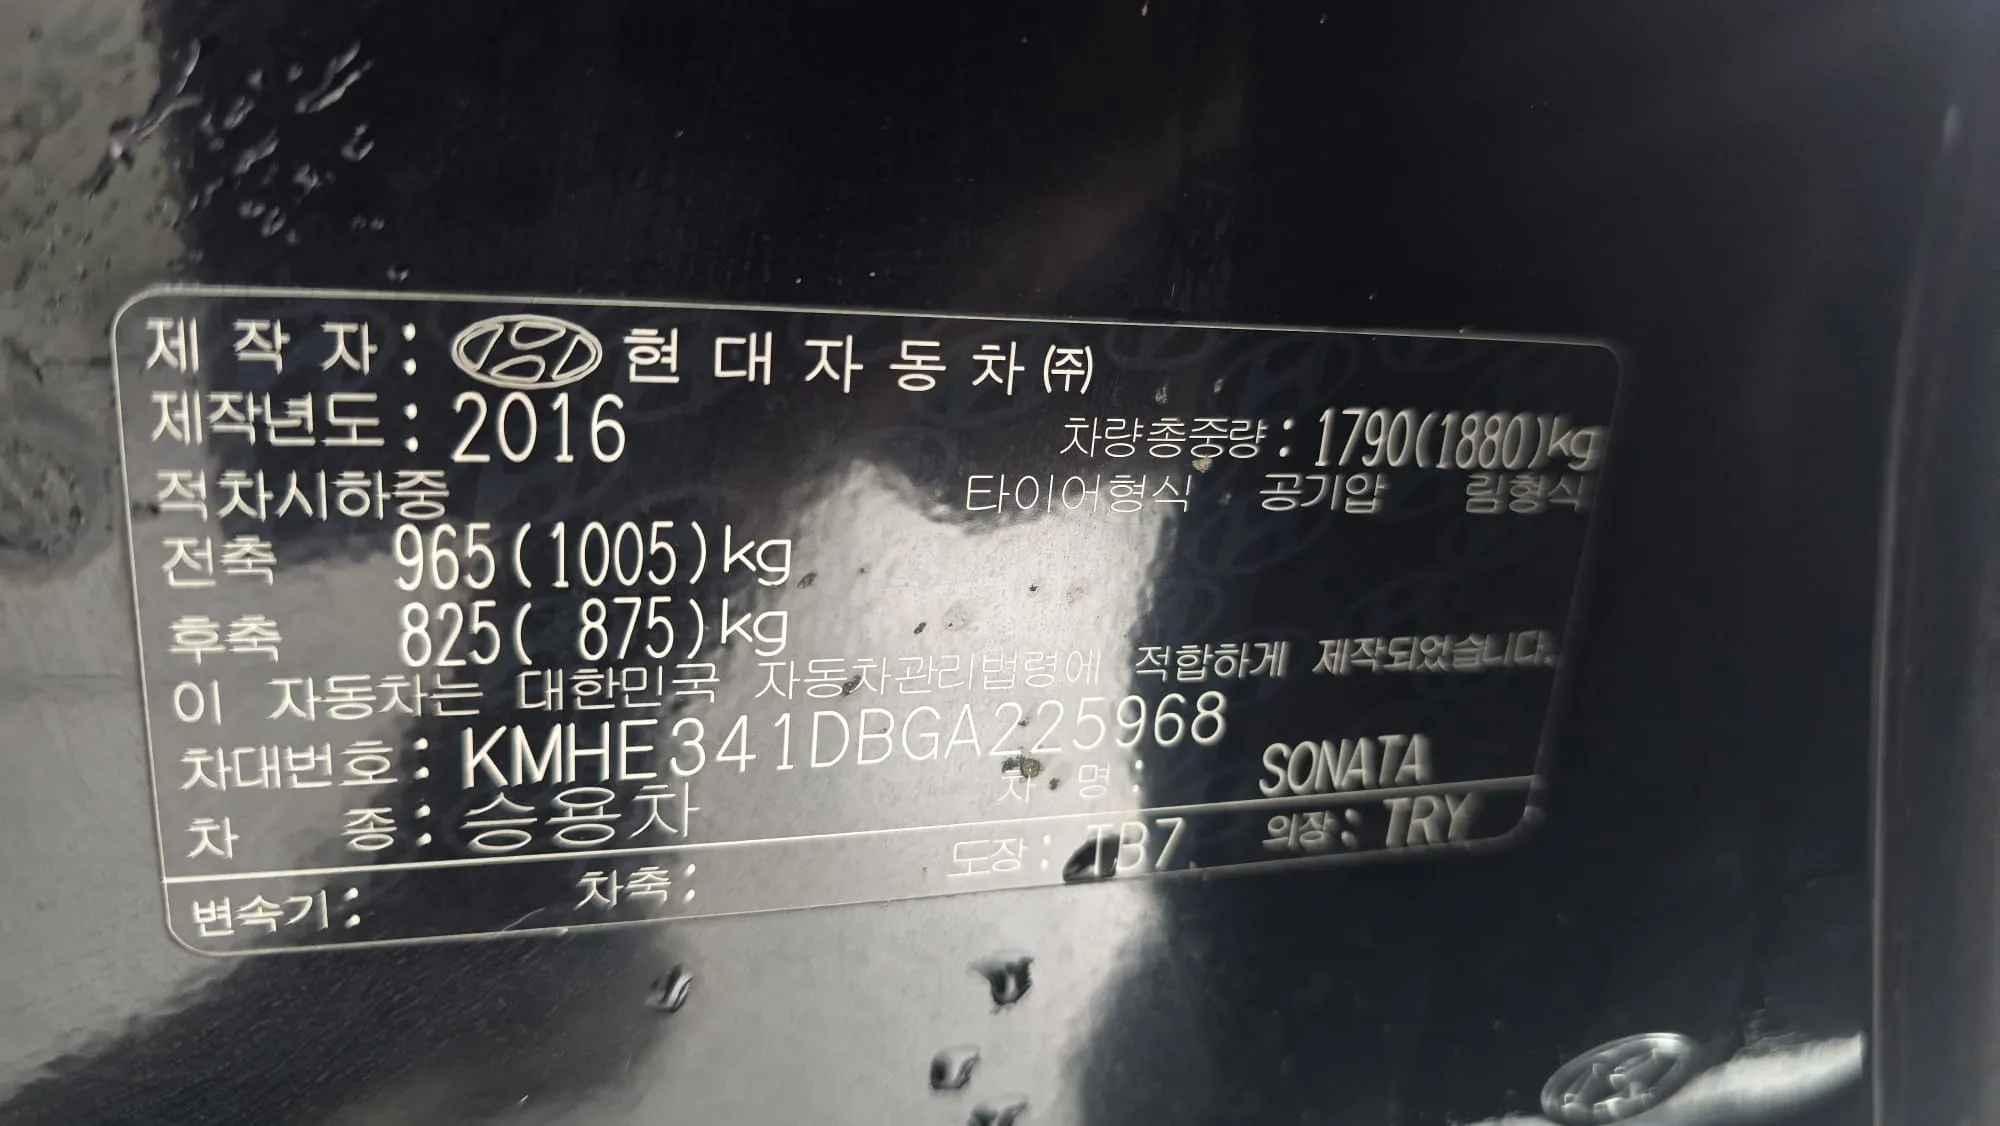 제 작 자 : 현 대 자 동 차 ㈜
제작년도 : 2016
차량총중량 : 1790(1880)kg
적차시하중
타이어형식 공기압 림형식
전축 965(1005)kg
후축 825( 875)kg
이 자동차는 대한민국 자동차관리법령에 적합하게 제작되었습니다.
차대번호 : KMHE341DBGA225968
차 종 : 승용차 차 명 : SONATA
변속기 : 차축 : 도장 : TB7 외장 : TRY